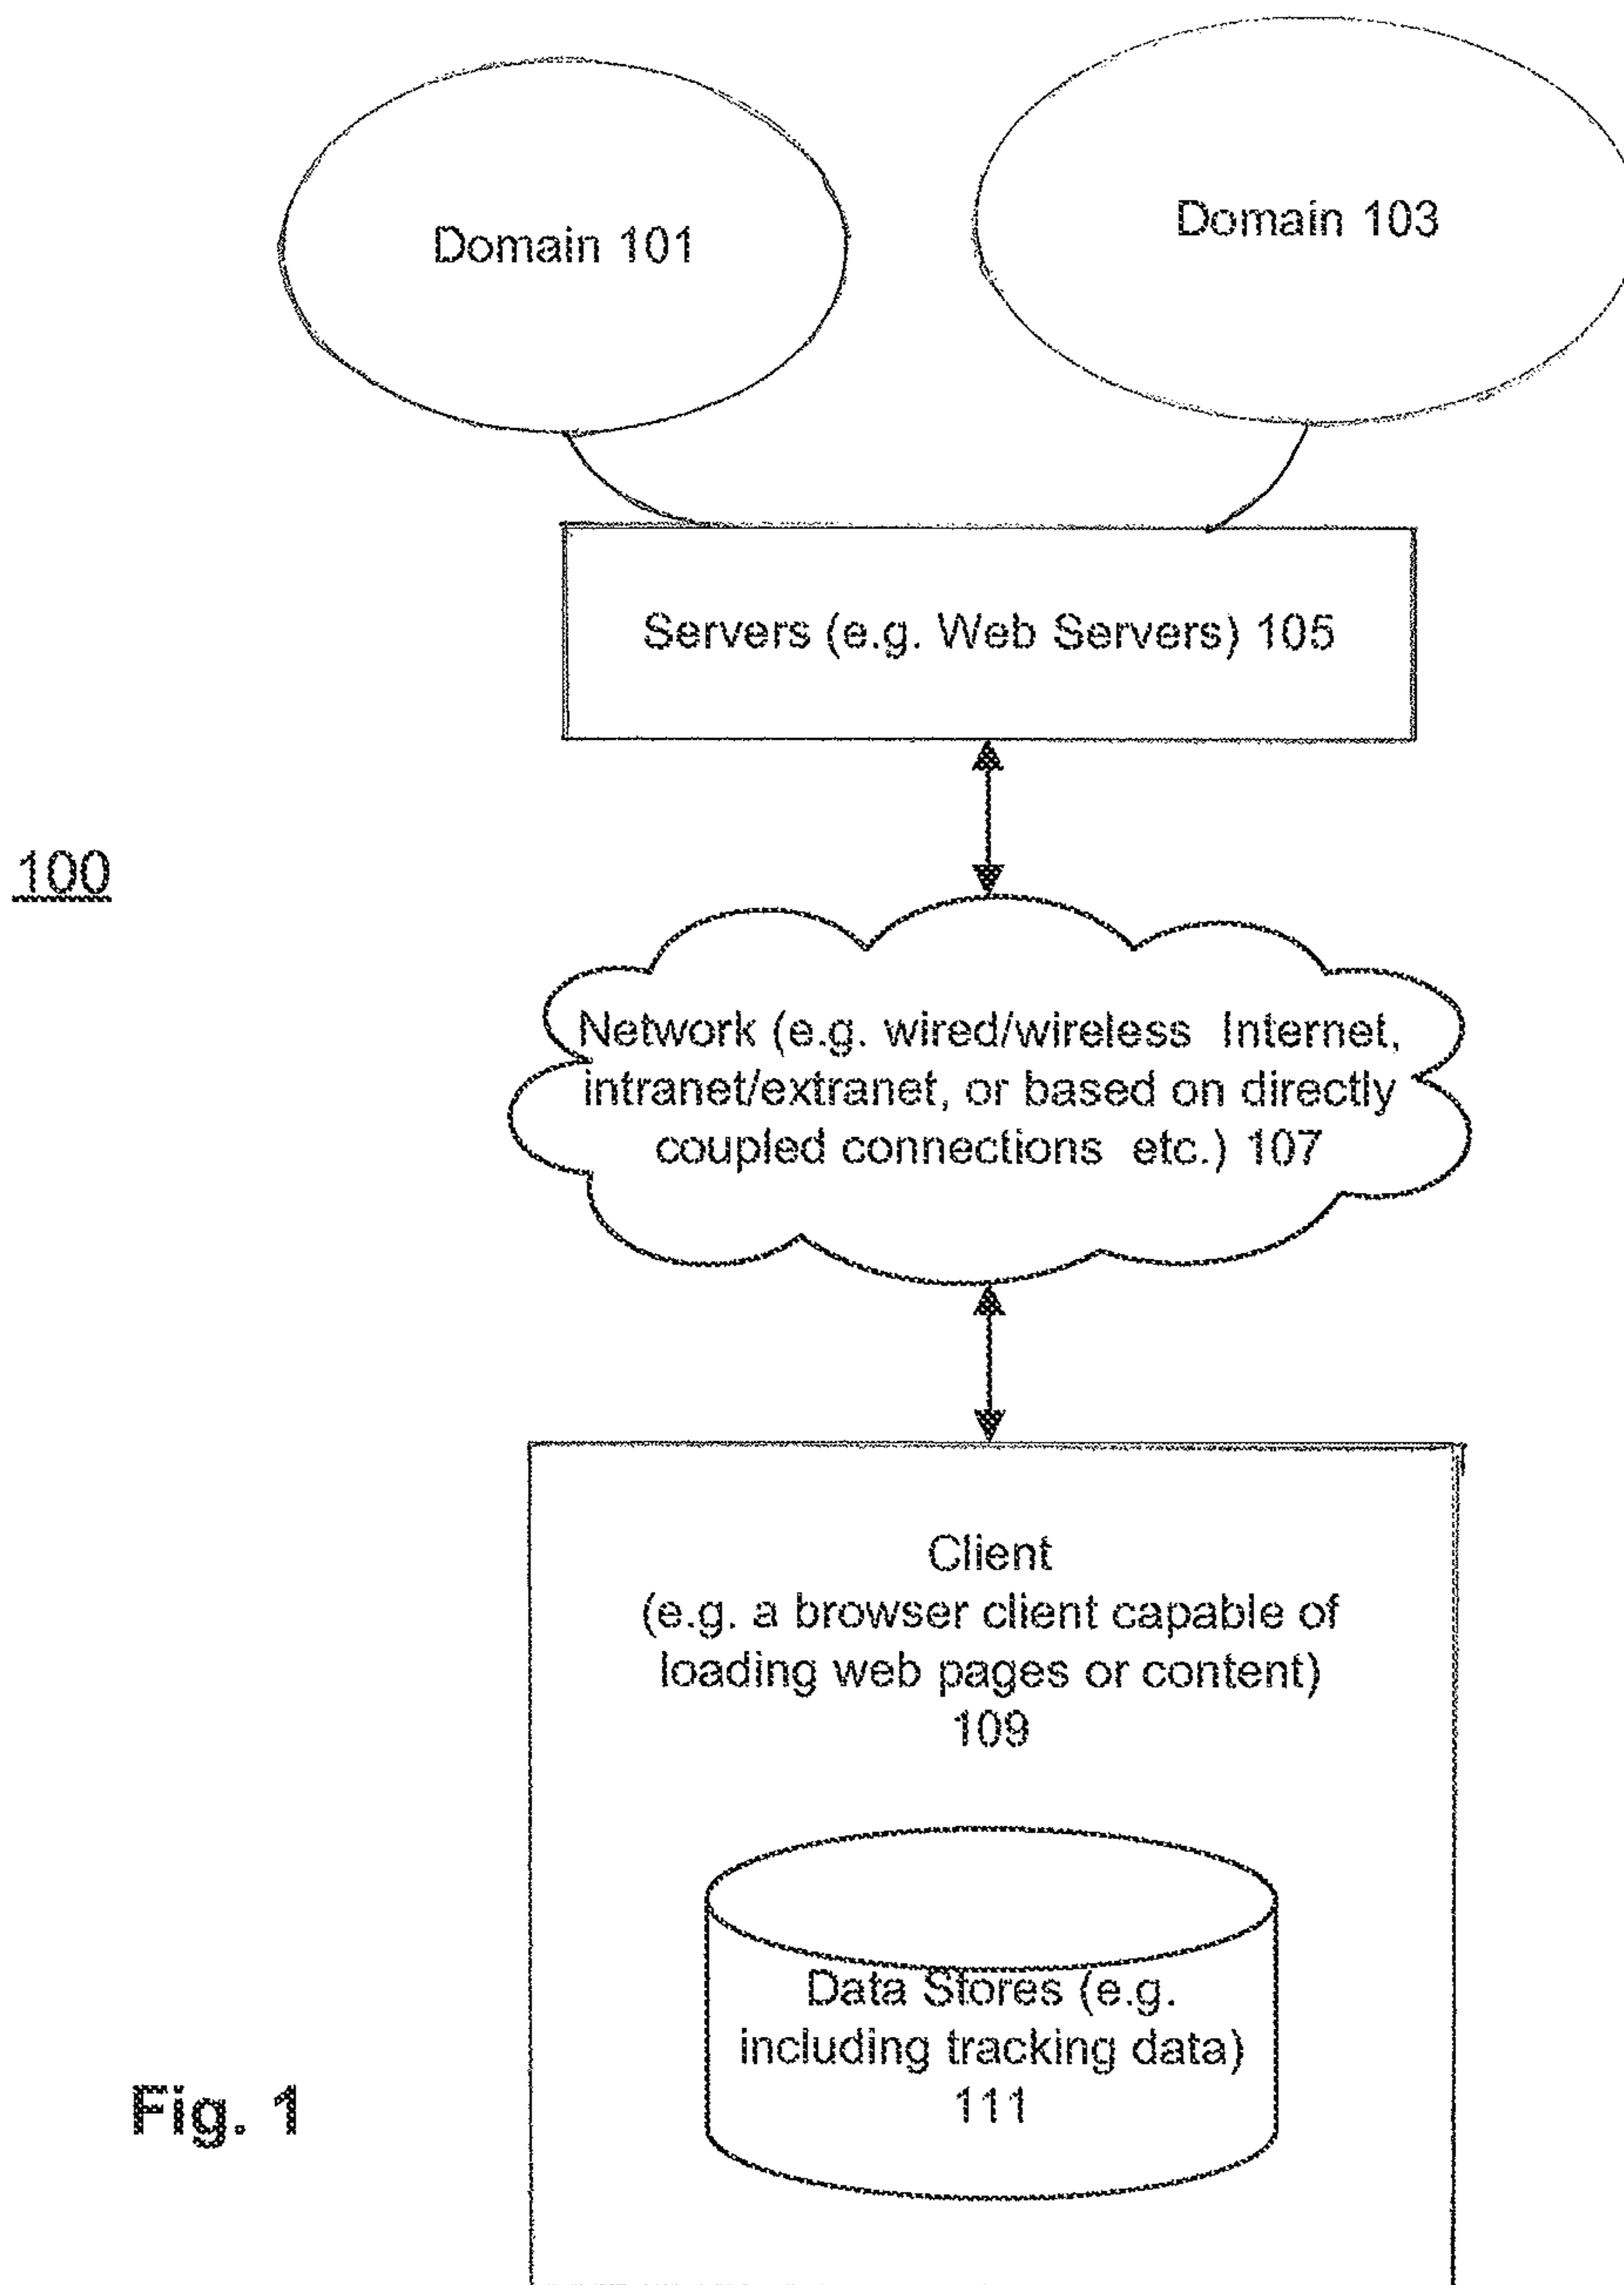 Domain 101
Domain 103
Servers (e.g. Web Servers) 105
100
Network (e.g. wired/wireless Internet,
intranet/extranet, or based on directly
coupled connections etc.) 107
Client
(e.g. a browser client capable of
loading web pages or content)
109
Data Stores (e.g.
including tracking data)
111
Fig. 1